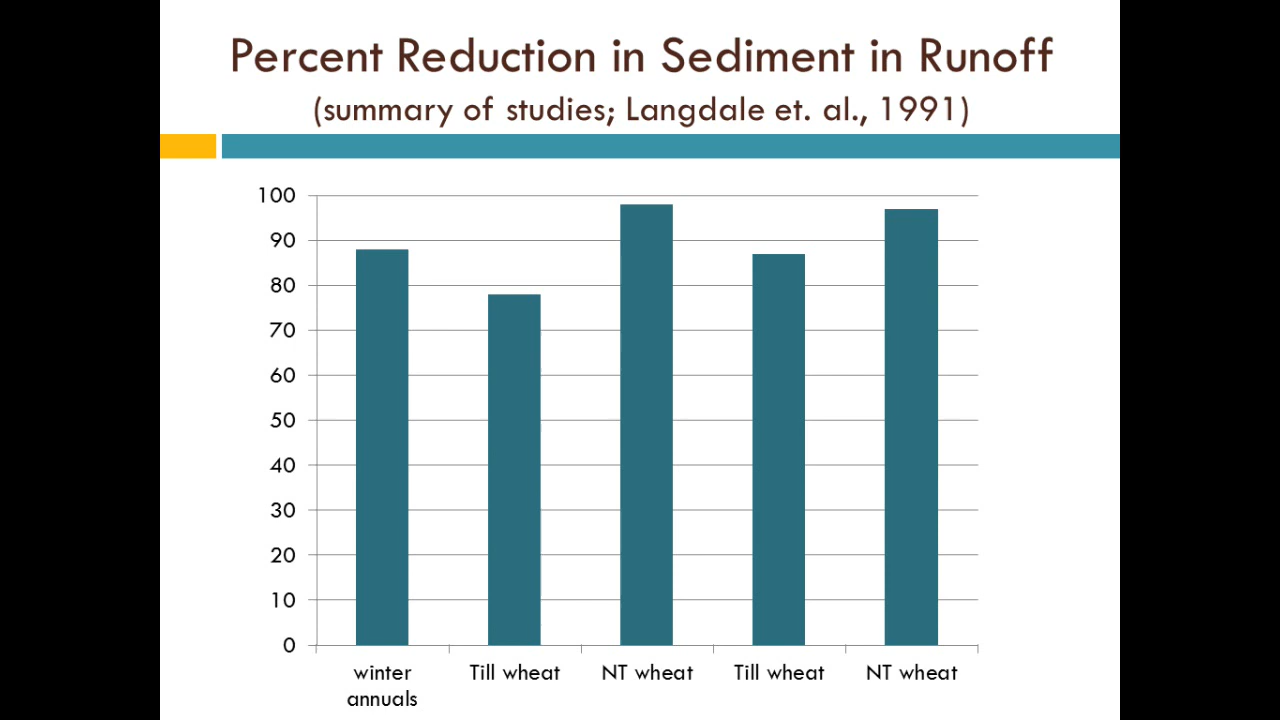 Percent Reduction in Sediment in Runoff
(summary of studies; Langdale et. al., 1991)
100
90
80
70
60
50
40
30
20
10
0
winter annuals
Till wheat
NT wheat
Till wheat
NT wheat